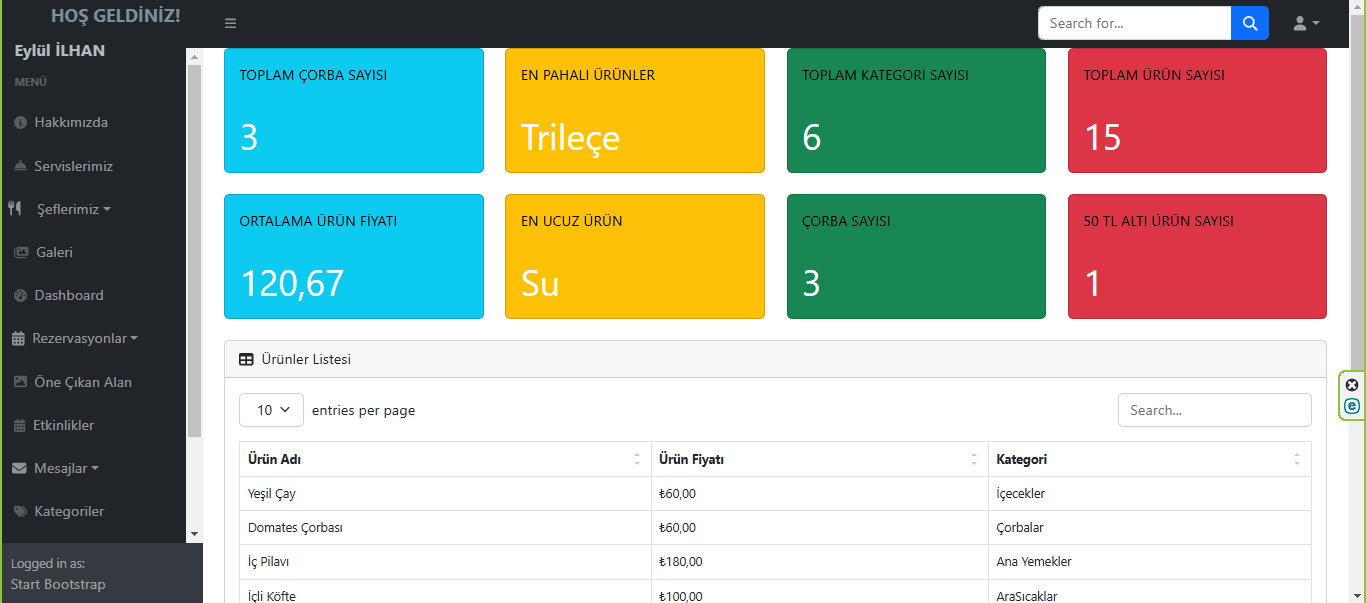 HOŞ GELDİNİZ!
Search for...
Eylül İLHAN
MENÜ
Hakkımızda
Servislerimiz
Şeflerimiz
Galeri
Dashboard
Rezervasyonlar
Öne Çıkan Alan
Etkinlikler
Mesajlar
Kategoriler
Logged in as:
Start Bootstrap
TOPLAM ÇORBA SAYISI
3
EN PAHALI ÜRÜNLER
Trileçe
TOPLAM KATEGORİ SAYISI
6
TOPLAM ÜRÜN SAYISI
15
ORTALAMA ÜRÜN FİYATI
120,67
EN UCUZ ÜRÜN
Su
ÇORBA SAYISI
3
50 TL ALTI ÜRÜN SAYISI
1
Ürünler Listesi
10 entries per page
Search...
Ürün Adı Ürün Fiyatı Kategori
Yeşil Çay ₺60,00 İçecekler
Domates Çorbası ₺60,00 Çorbalar
İç Pilavı ₺180,00 Ana Yemekler
İçli Köfte ₺100,00 AraSıcaklar